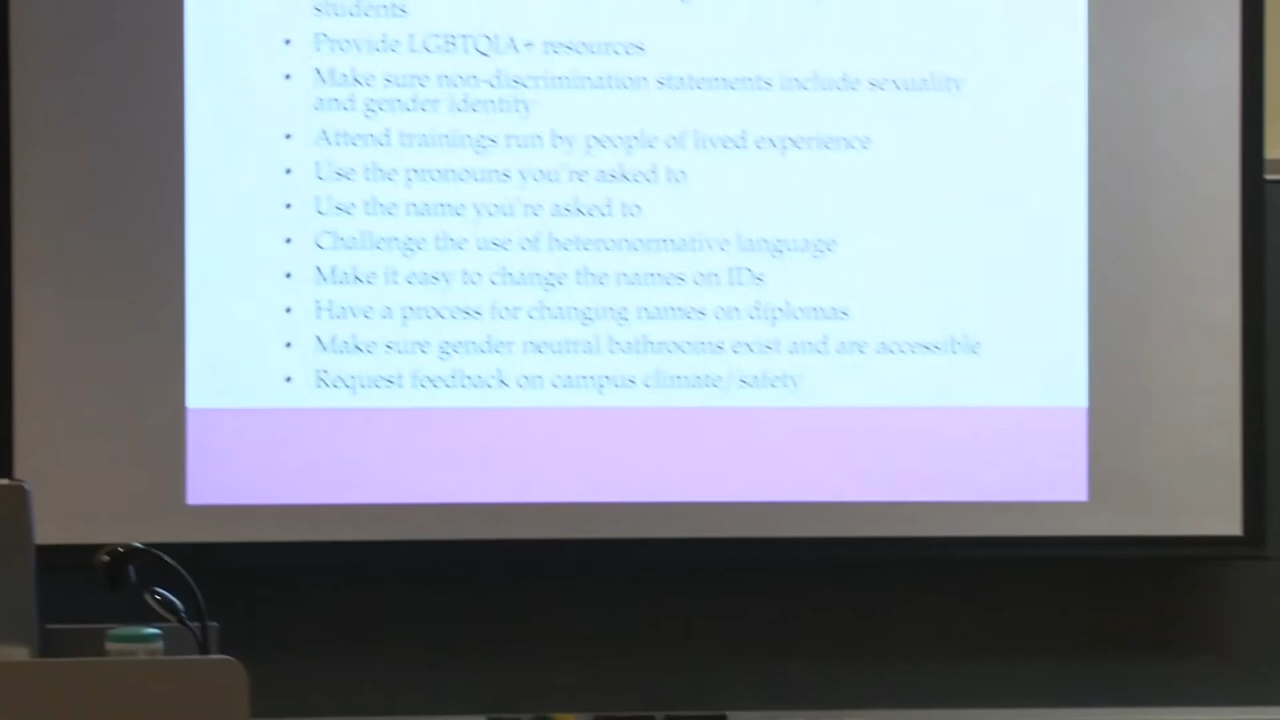 students
• Provide LGBTQIA+ resources
• Make sure non-discrimination statements include sexuality
and gender identity
• Attend trainings run by people of lived experience
• Use the pronouns you're asked to
• Use the name you're asked to
• Challenge the use of heteronormative language
• Make it easy to change the names on IDs
• Have a process for changing names on diplomas
• Make sure gender neutral bathrooms exist and are accessible
• Request feedback on campus climate/safety